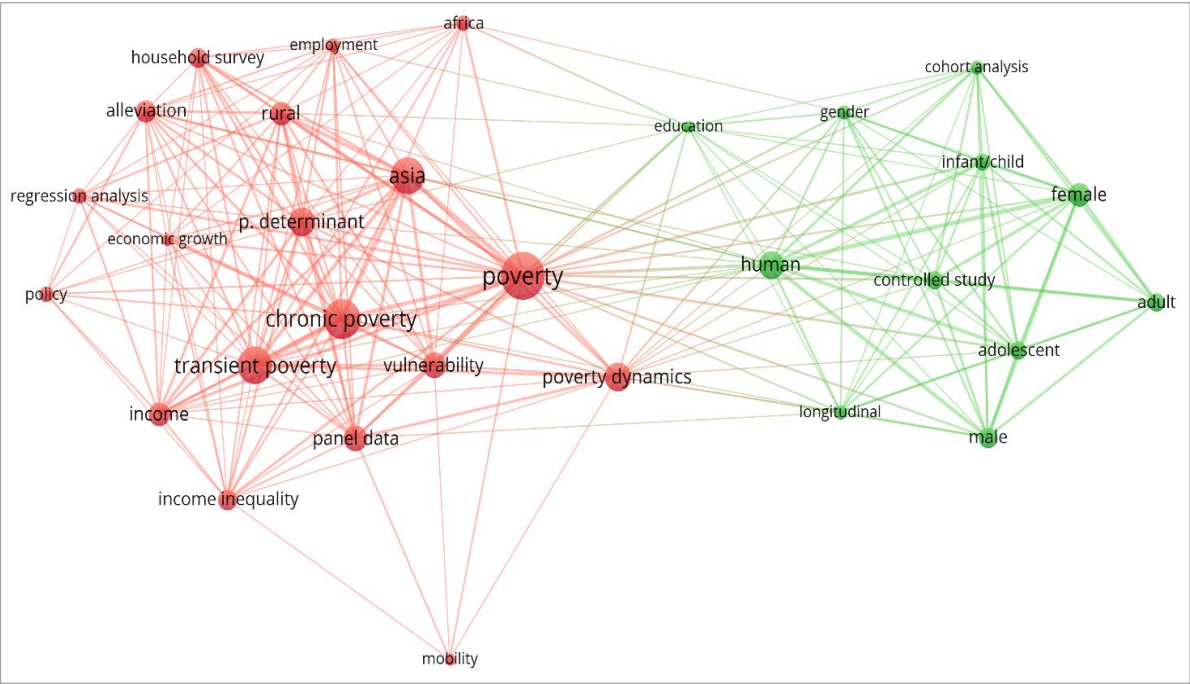 africa
employment
household survey
cohort analysis
alleviation
rural
gender
education
infant/child
asia
regression analysis
female
p. determinant
economic growth
human
poverty
controlled study
policy
adult
chronic poverty
adolescent
transient poverty
vulnerability
poverty dynamics
income
longitudinal
panel data
male
income inequality
mobility